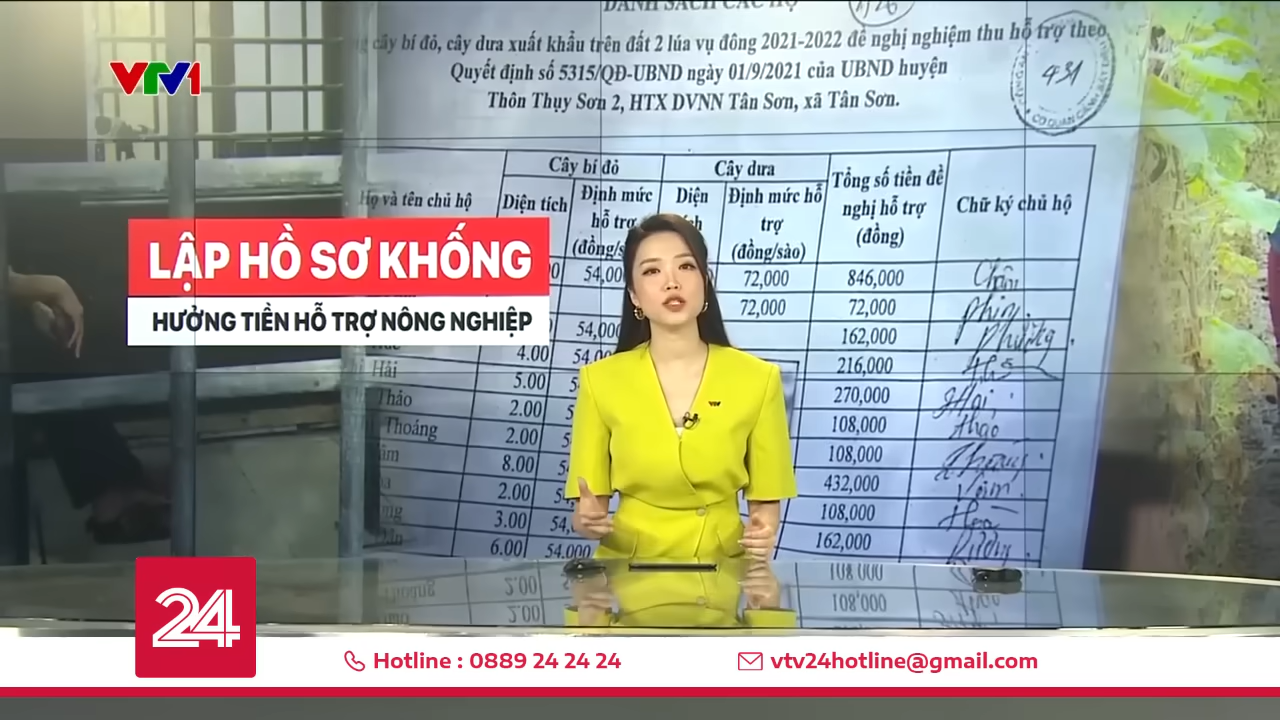 DANH SÁCH CÁC HỘ
cây bí đỏ, cây dưa xuất khẩu trên đất 2 lúa vụ đông 2021-2022 đề nghị nghiệm thu hỗ trợ theo
Quyết định số 5315/QĐ-UBND ngày 01/9/2021 của UBND huyện
Thôn Thụy Sơn 2, HTX DVNN Tân Sơn, xã Tân Sơn.
431
VTV1
Họ và tên chủ hộ
Cây bí đỏ
Cây dưa
Tổng số tiền đề nghị hỗ trợ (đồng)
Chữ ký chủ hộ
Diện tích
Định mức hỗ trợ
Diện
Định mức hỗ trợ (đồng/sào)
LẬP HỒ SƠ KHỐNG
HƯỞNG TIỀN HỖ TRỢ NÔNG NGHIỆP
72,000 846,000
72,000 72,000
162,000
4.00 216,000
Hải 5.00 270,000
Thảo 2.00 108,000
Thoáng 2.00 108,000
8.00 432,000
2.00 108,000
3.00 162,000
6.00 54,000
VTV
24
Hotline : 0889 24 24 24
vtv24hotline@gmail.com